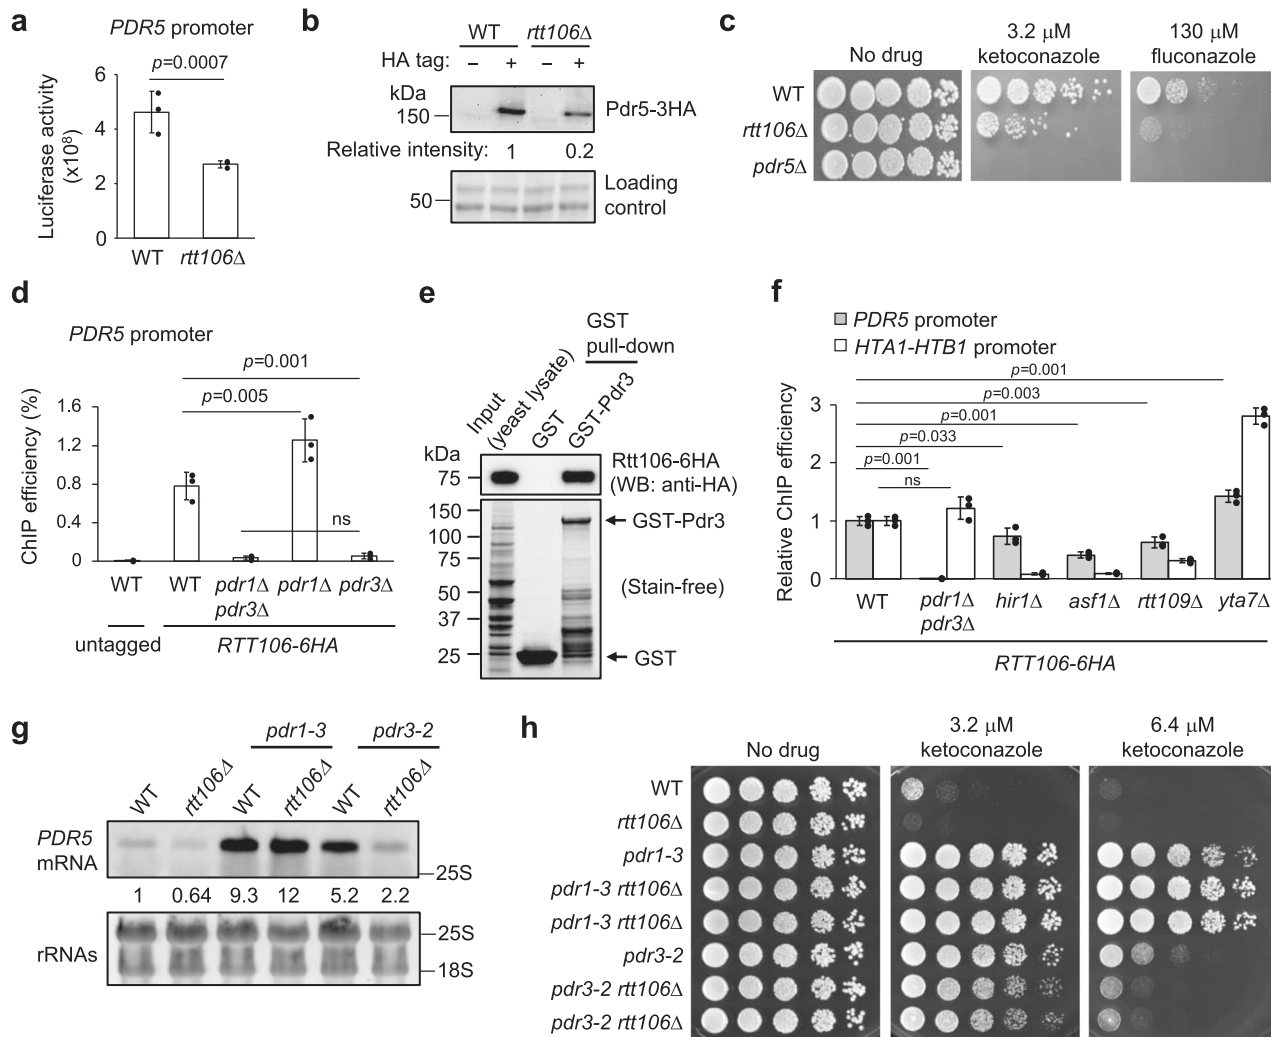 a
PDR5 promoter
p=0.0007
Luciferase activity
(x10⁸)
6
4
2
0
WT
rtt106Δ
b
WT
rtt106Δ
HA tag:
–
+
–
+
kDa
150
Pdr5-3HA
Relative intensity:
1
0.2
50
Loading
control
c
No drug
3.2 µM
ketoconazole
130 µM
fluconazole
WT
rtt106Δ
pdr5Δ
d
PDR5 promoter
p=0.001
p=0.005
ns
ChIP efficiency (%)
1.6
1.2
0.8
0.4
0
WT
WT
pdr1Δ
pdr3Δ
pdr1Δ
pdr3Δ
untagged
RTT106-6HA
e
GST
pull-down
Input
(yeast lysate)
GST
GST-Pdr3
kDa
75
Rtt106-6HA
(WB: anti-HA)
150
100
75
50
37
25
GST-Pdr3
(Stain-free)
GST
f
PDR5 promoter
HTA1-HTB1 promoter
p=0.001
p=0.003
p=0.001
p=0.033
p=0.001
ns
Relative ChIP efficiency
3
2
1
0
WT
pdr1Δ
pdr3Δ
hir1Δ
asf1Δ
rtt109Δ
yta7Δ
RTT106-6HA
g
pdr1-3
pdr3-2
WT
rtt106Δ
WT
rtt106Δ
WT
rtt106Δ
PDR5
mRNA
25S
1
0.64
9.3
12
5.2
2.2
rRNAs
25S
18S
h
No drug
3.2 µM
ketoconazole
6.4 µM
ketoconazole
WT
rtt106Δ
pdr1-3
pdr1-3 rtt106Δ
pdr1-3 rtt106Δ
pdr3-2
pdr3-2 rtt106Δ
pdr3-2 rtt106Δ